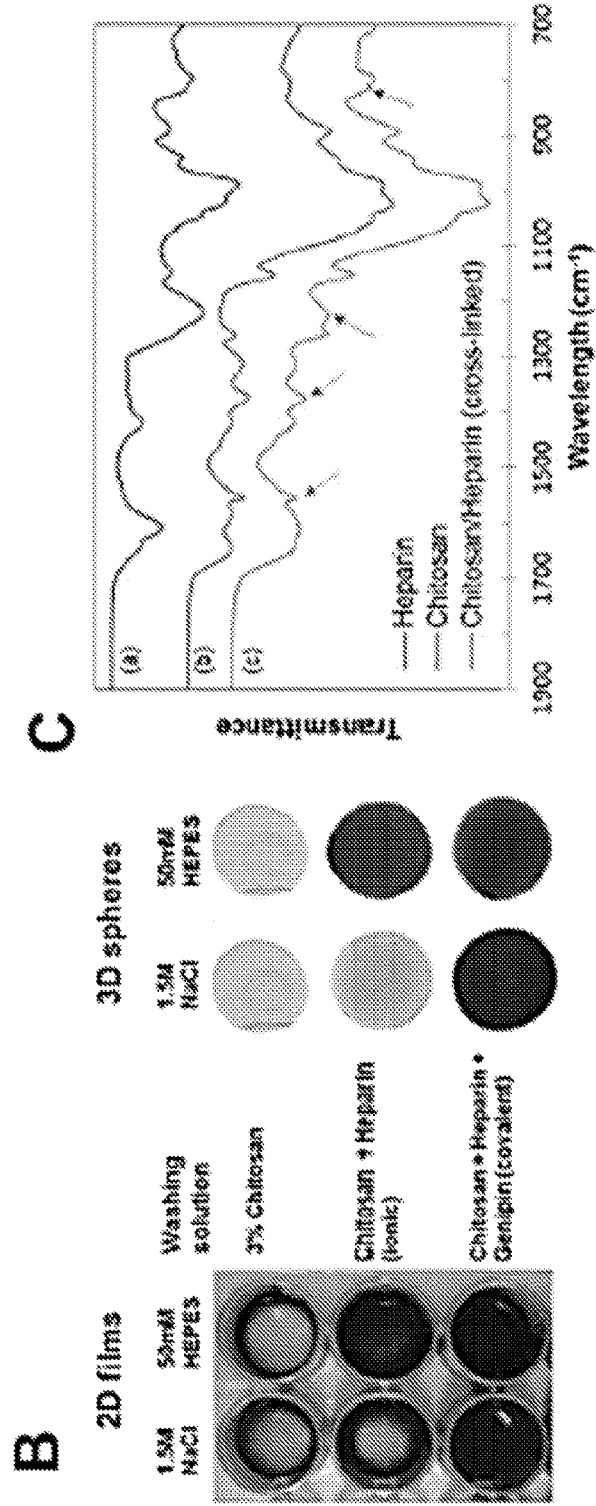 B
2D films
3D spheres
1.5M NaCl
50mM HEPES
Washing solution
1.5M NaCl
50mM HEPES
3% Chitosan
Chitosan + Heparin (ionic)
Chitosan + Heparin + Genipin (covalent)
C
Transmittance
(a)
(b)
(c)
Heparin
Chitosan
Chitosan/Heparin (cross-linked)
1900 1700 1500 1300 1100 900 700
Wavelength (cm-1)